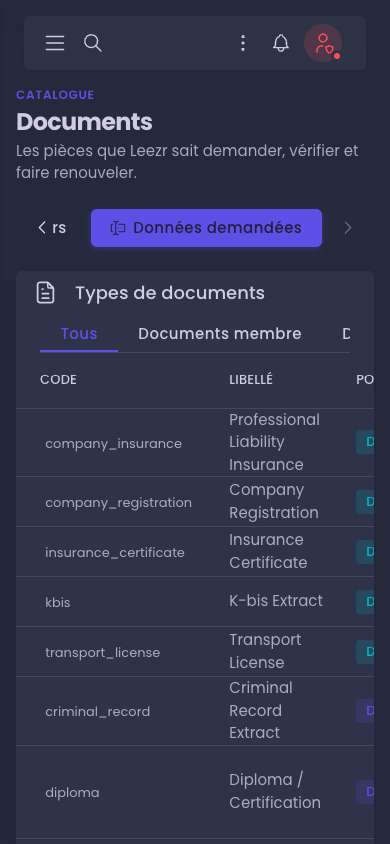 CATALOGUE
Documents
Les pièces que Leezr sait demander, vérifier et
faire renouveler.
rs
Données demandées
Types de documents
Tous Documents membre D
CODE LIBELLÉ PO
company_insurance
Professional
Liability
Insurance
D
company_registration
Company
Registration
D
insurance_certificate
Insurance
Certificate
D
kbis
K-bis Extract
D
transport_license
Transport
License
D
criminal_record
Criminal
Record
Extract
D
diploma
Diploma /
Certification
D